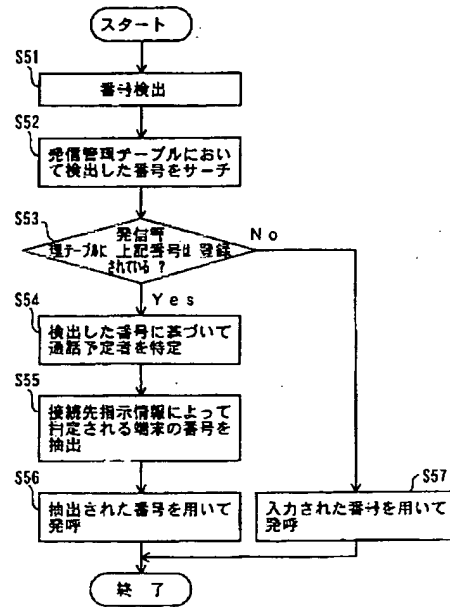 スタート
S51
番号検出
S52
発信管理テーブルにおい
て検出した番号をサーチ
S53
発信管
理テーブルに 上記番号は 登録
されている ?
No
Yes
S54
検出した番号に基づいて
通話予定者を特定
S55
接続先指示情報によって
指定される端末の番号を
抽出
S56
抽出された番号を用いて
発呼
S57
入力された番号を用いて
発呼
終 了